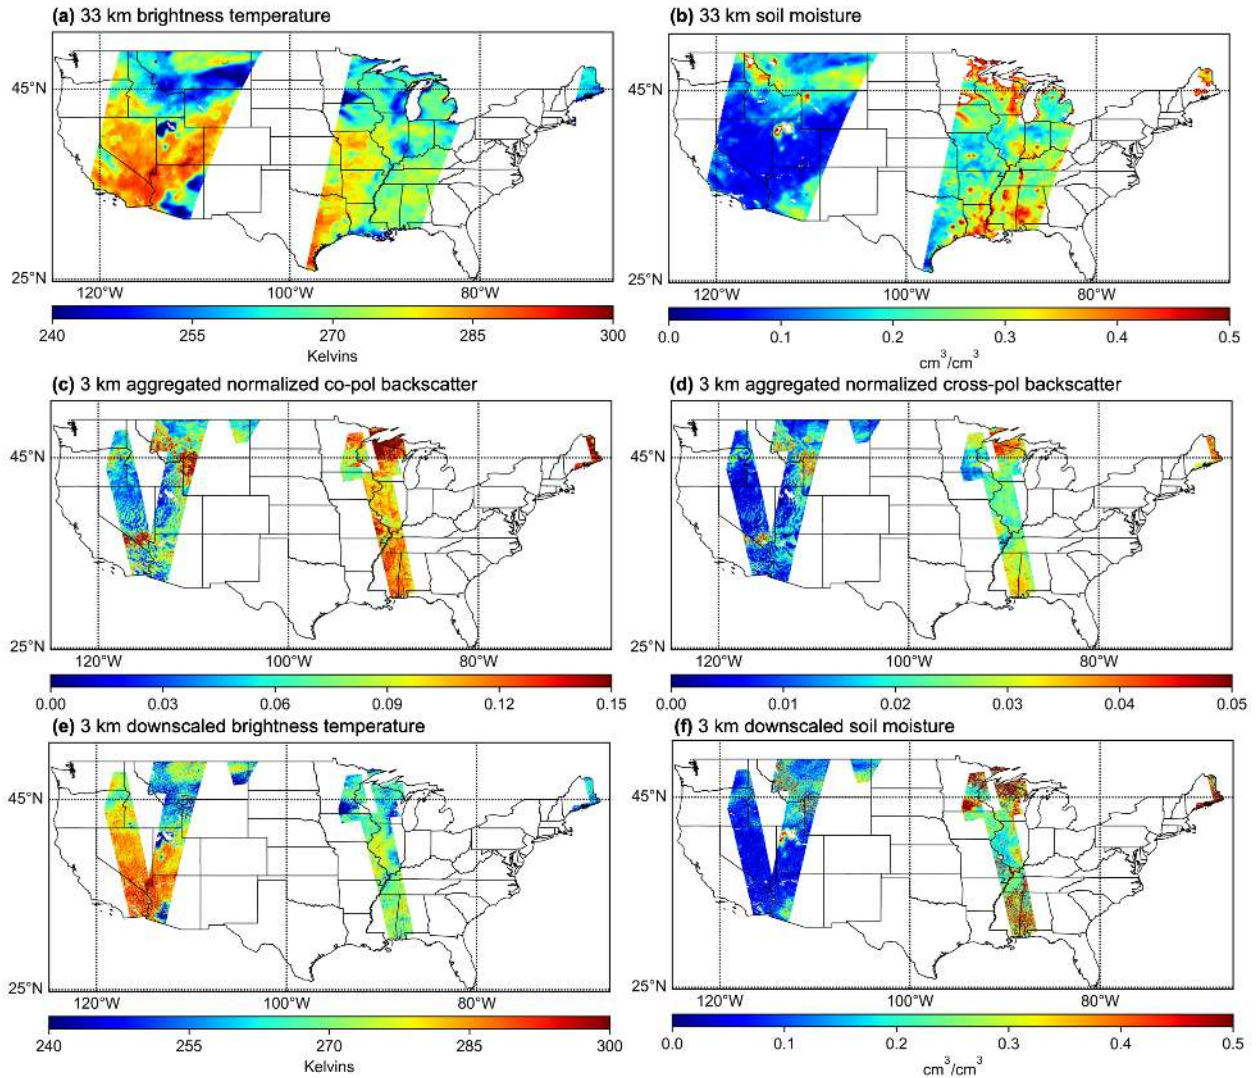 (a) 33 km brightness temperature
(b) 33 km soil moisture
120°W 100°W 80°W
45°N
25°N
120°W 100°W 80°W
45°N
25°N
240 255 270 285 300
Kelvins
0.0 0.1 0.2 0.3 0.4 0.5
cm³/cm³
(c) 3 km aggregated normalized co-pol backscatter
(d) 3 km aggregated normalized cross-pol backscatter
45°N
25°N
120°W 100°W 80°W
45°N
25°N
120°W 100°W 80°W
0.00 0.03 0.06 0.09 0.12 0.15
0.00 0.01 0.02 0.03 0.04 0.05
(e) 3 km downscaled brightness temperature
(f) 3 km downscaled soil moisture
45°N
25°N
120°W 100°W 80°W
45°N
25°N
120°W 100°W 80°W
240 255 270 285 300
Kelvins
0.0 0.1 0.2 0.3 0.4 0.5
cm³/cm³